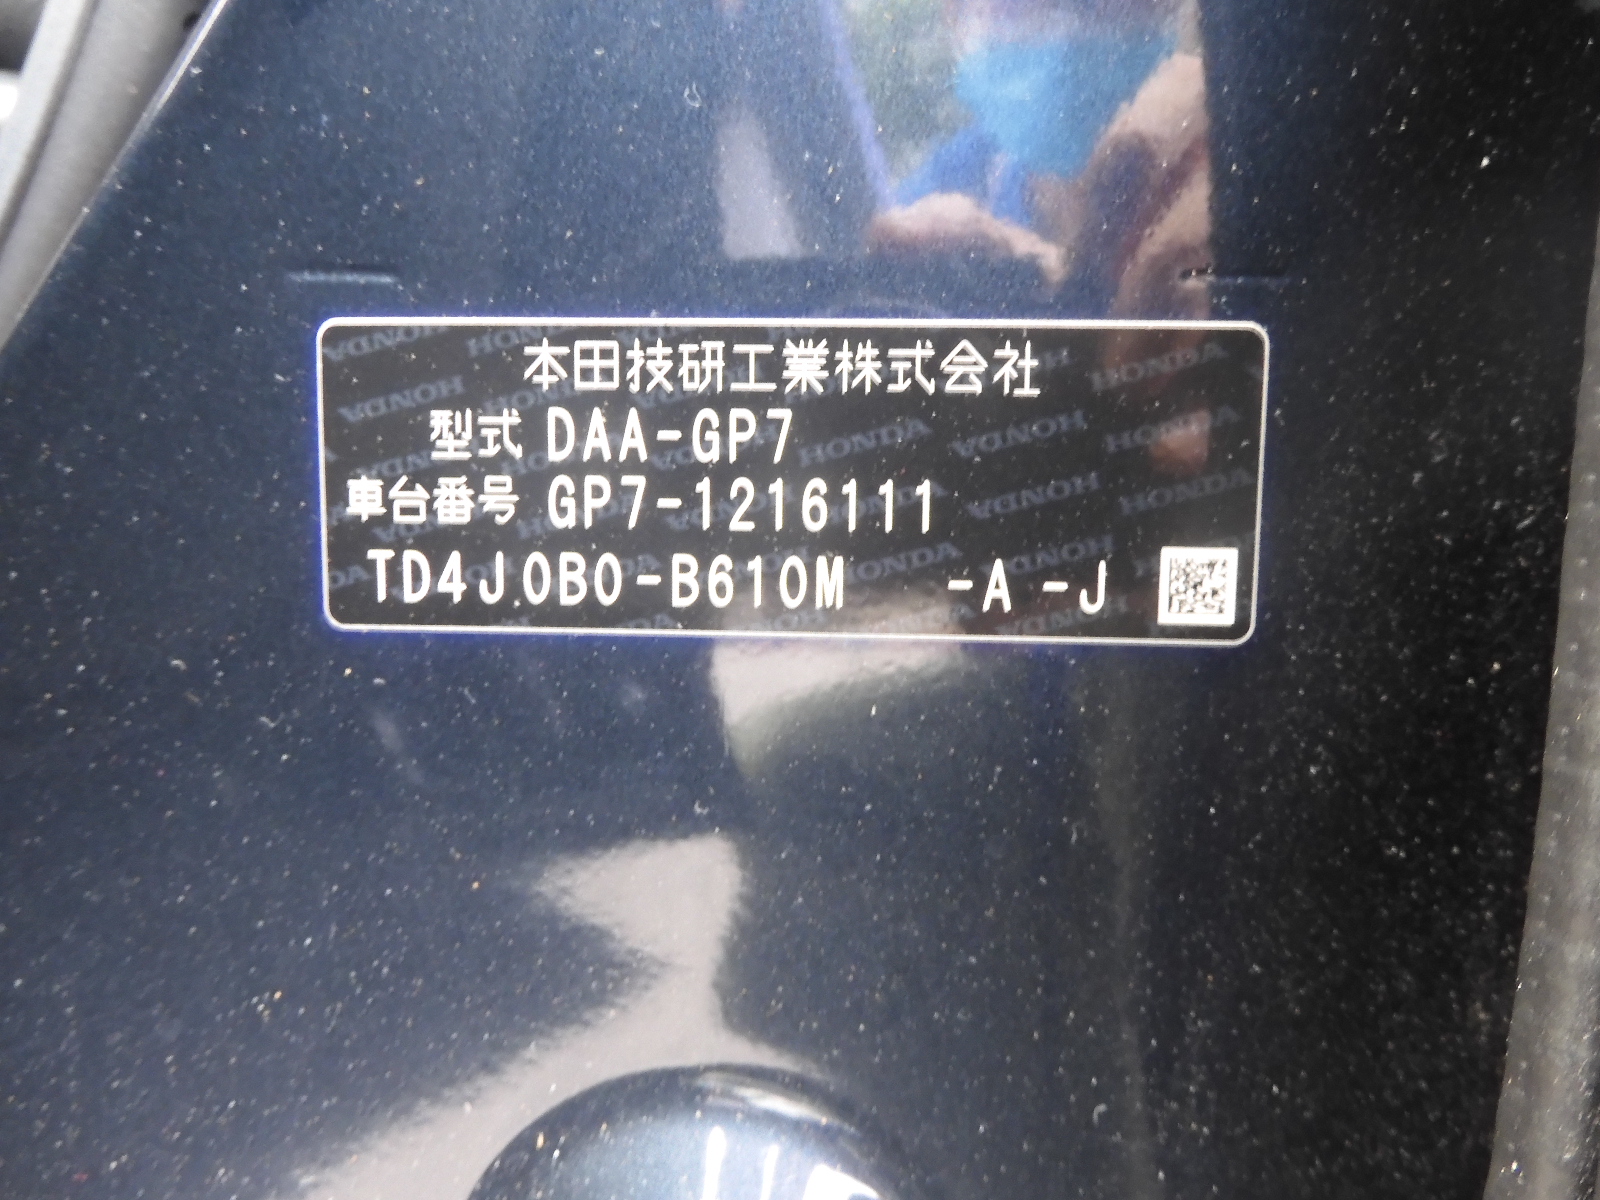 本田技研工業株式会社
型式 DAA-GP7
車台番号 GP7-1216111
TD4J0B0-B610M -A -J